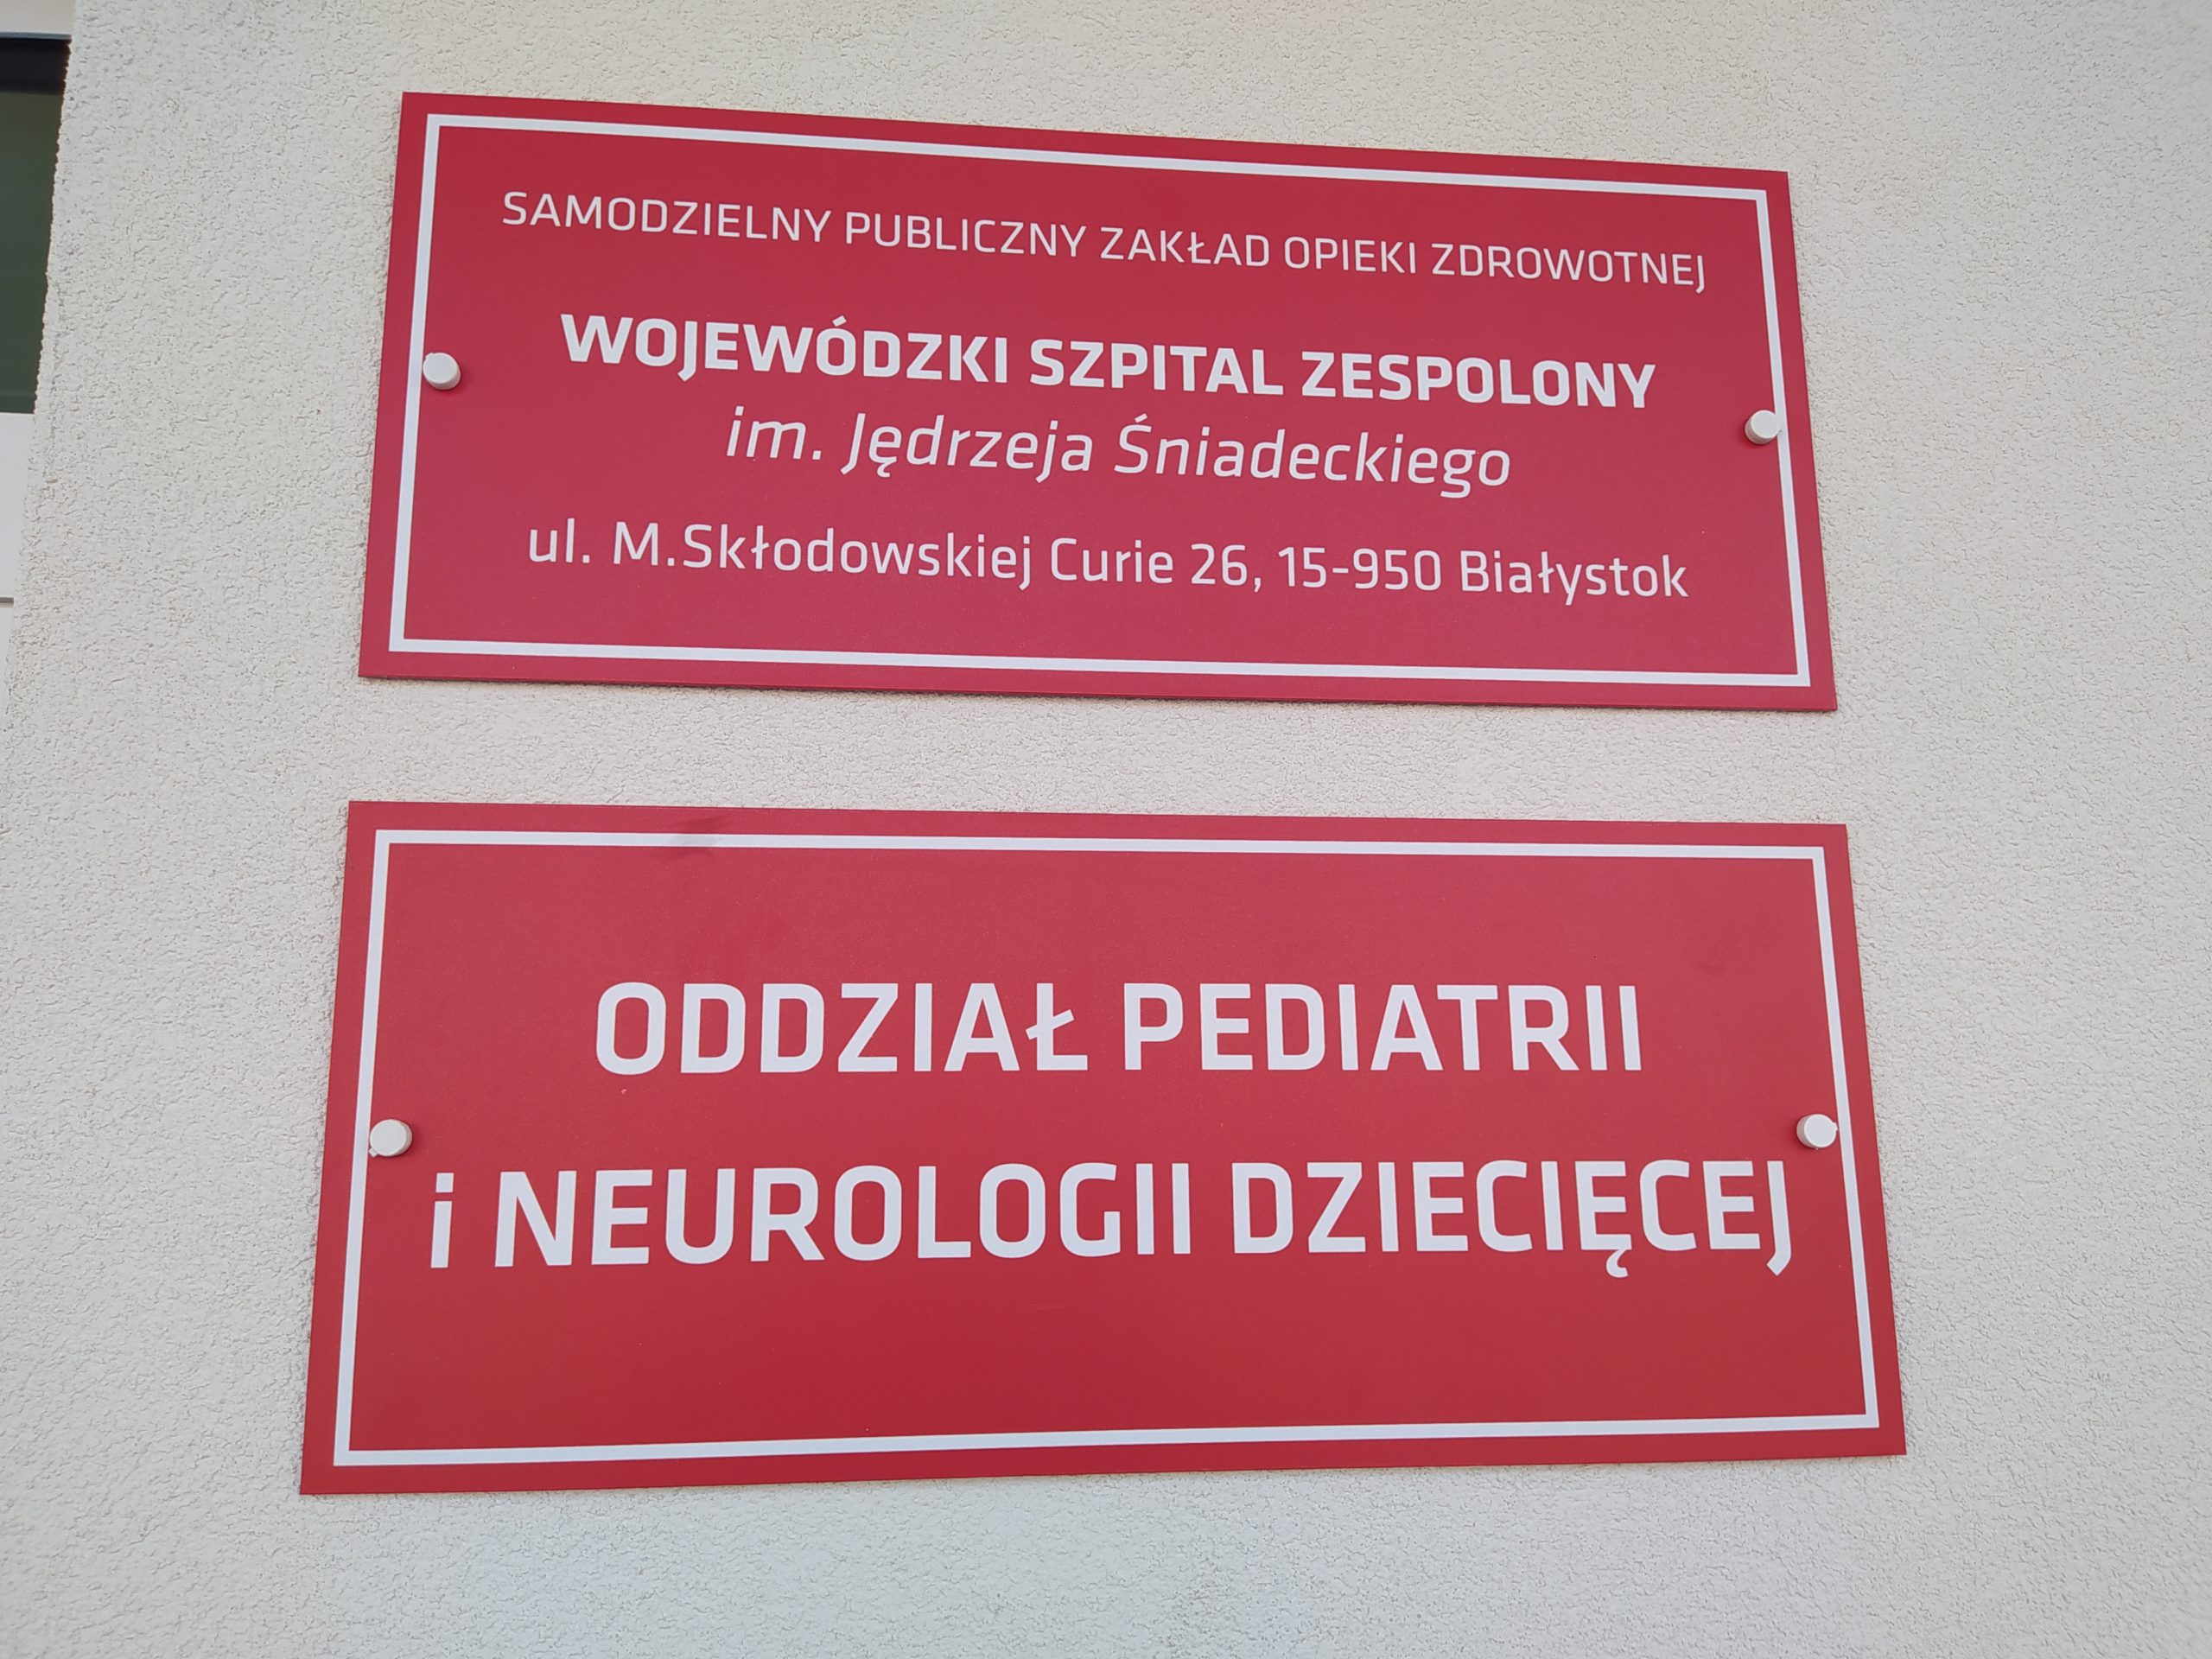 SAMODZIELNY PUBLICZNY ZAKŁAD OPIEKI ZDROWOTNEJ
WOJEWÓDZKI SZPITAL ZESPOLONY
im. Jędrzeja Śniadeckiego
ul. M.Skłodowskiej Curie 26, 15-950 Białystok
ODDZIAŁ PEDIATRII
i NEUROLOGII DZIECIĘCEJ